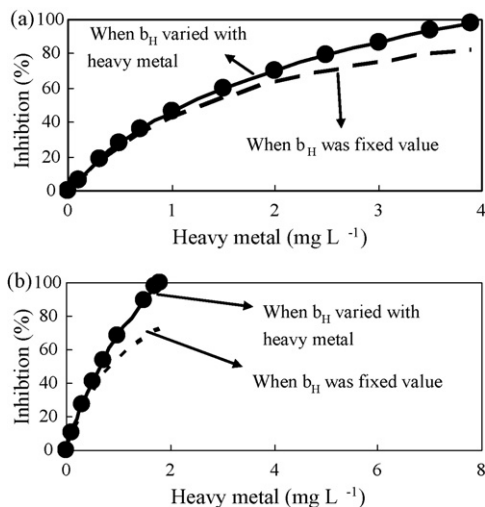 (a)
100
When b_H varied with
heavy metal
80
60
40
When b_H was fixed value
20
0
Inhibtion (%)
0 1 2 3 4
Heavy metal (mg L ⁻¹)
(b)
100
80
When b_H varied with
heavy metal
60
40
When b_H was fixed value
20
0
Inhibtion (%)
0 2 4 6 8
Heavy metal (mg L ⁻¹)